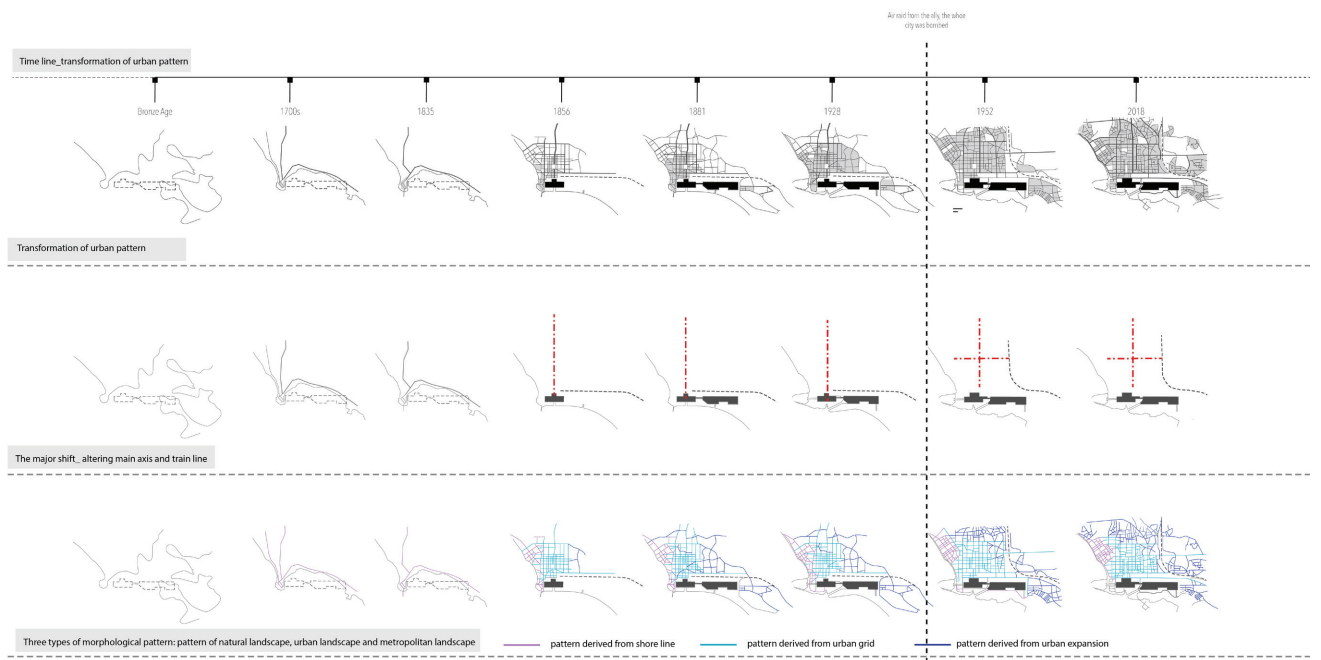 Air raid from the ally, the whoe
city was bombed
Time line_transformation of urban pattern
Bronze Age
1700s
1835
1856
1881
1928
1952
2018
Transformation of urban pattern
The major shift_ altering main axis and train line
Three types of morphological pattern: pattern of natural landscape, urban landscape and metropolitan landscape
pattern derived from shore line
pattern derived from urban grid
pattern derived from urban expansion